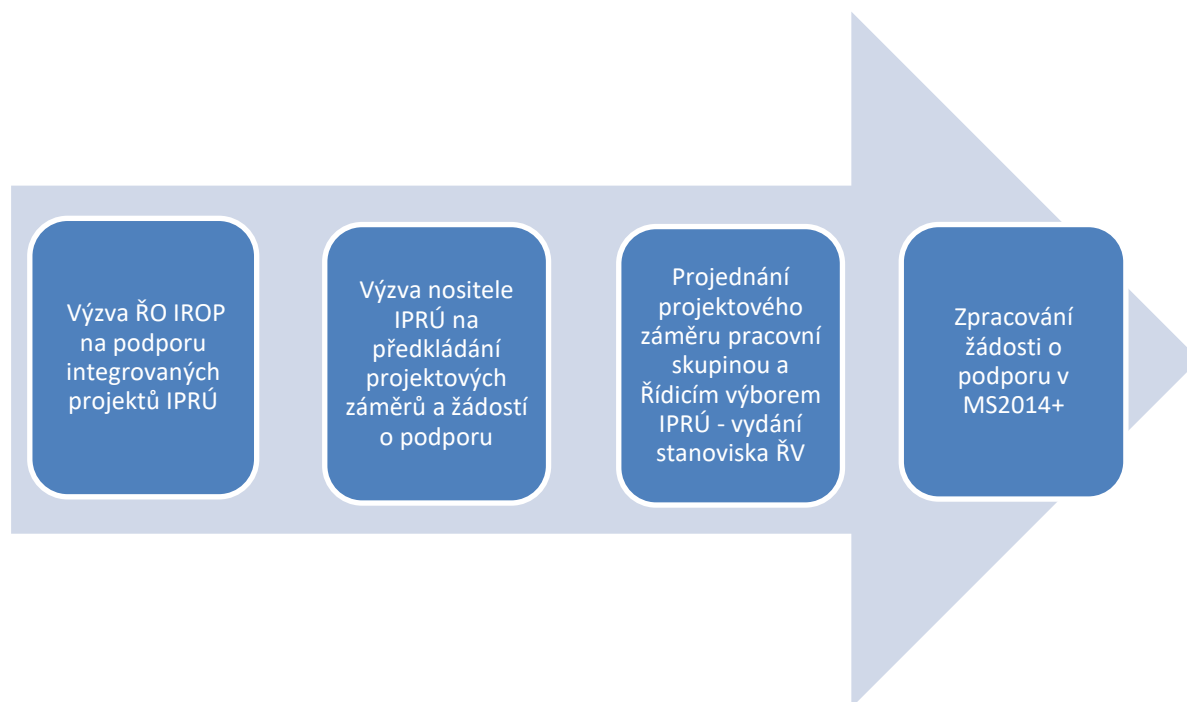 Výzva ŘO IROP
na podporu
integrovaných
projektů IPRÚ
Výzva nositele
IPRÚ na
předkládání
projektových
záměrů a žádostí
o podporu
Projednání
projektového
záměru pracovní
skupinou a
Řídicím výborem
IPRÚ - vydání
stanoviska ŘV
Zpracování
žádosti o
podporu v
MS2014+